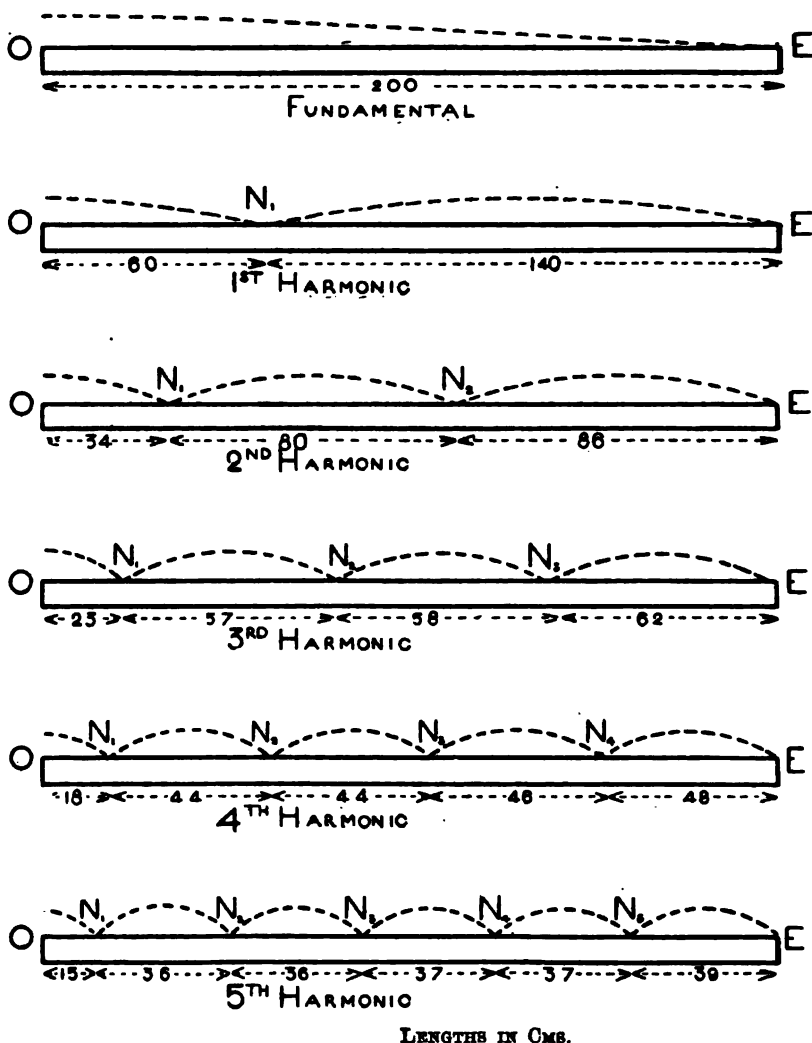 O E
200
FUNDAMENTAL
N₁
O E
60 140
1ST HARMONIC
N₁ N₂
O E
34 80 86
2ND HARMONIC
N₁ N₂ N₃
O
23 57 58 62
3RD HARMONIC
N₁ N₂ N₃ N₄
O E
18 44 44 46 48
4TH HARMONIC
N₁ N₂ N₃ N₄ N₅
O E
15 36 36 37 37 39
5TH HARMONIC
LENGTHS IN CMS.